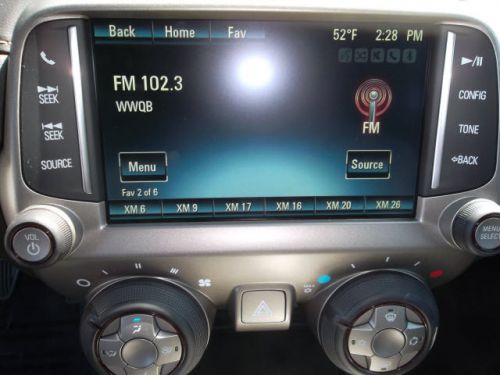 Back Home Fav 52°F 2:28 PM
FM 102.3
WWQB
FM
Menu
Source
Fav 2 of 6
XM 6 XM 9 XM 17 XM 16 XM 20 XM 26
SEEK
SEEK
SOURCE
CONFIG
TONE
BACK
VOL
MENU
SELECT